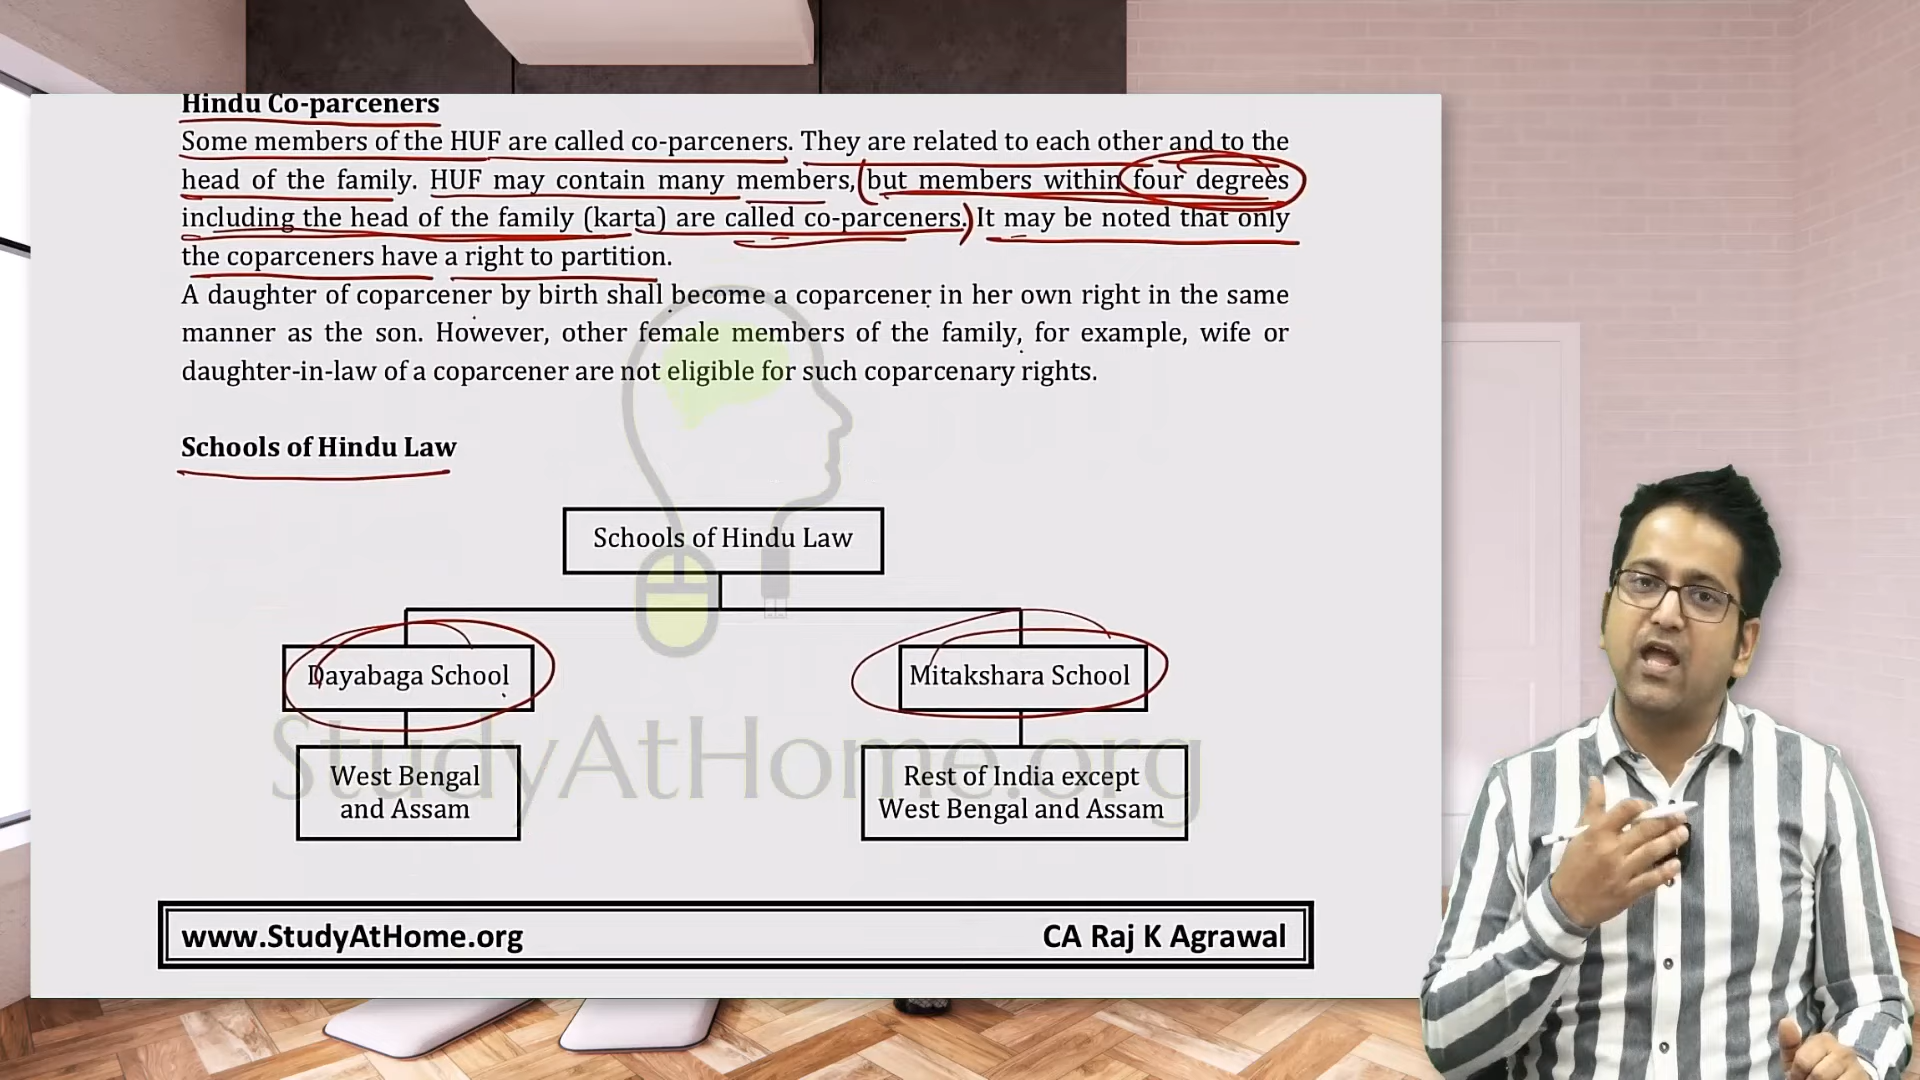 Hindu Co-parceners
Some members of the HUF are called co-parceners. They are related to each other and to the
head of the family. HUF may contain many members, but members within four degrees
including the head of the family (karta) are called co-parceners. It may be noted that only
the coparceners have a right to partition.
A daughter of coparcener by birth shall become a coparcener in her own right in the same
manner as the son. However, other female members of the family, for example, wife or
daughter-in-law of a coparcener are not eligible for such coparcenary rights.
Schools of Hindu Law
Schools of Hindu Law
Dayabaga School
Mitakshara School
StudyAtHome.org
West Bengal
and Assam
Rest of India except
West Bengal and Assam
www.StudyAtHome.org
CA Raj K Agrawal